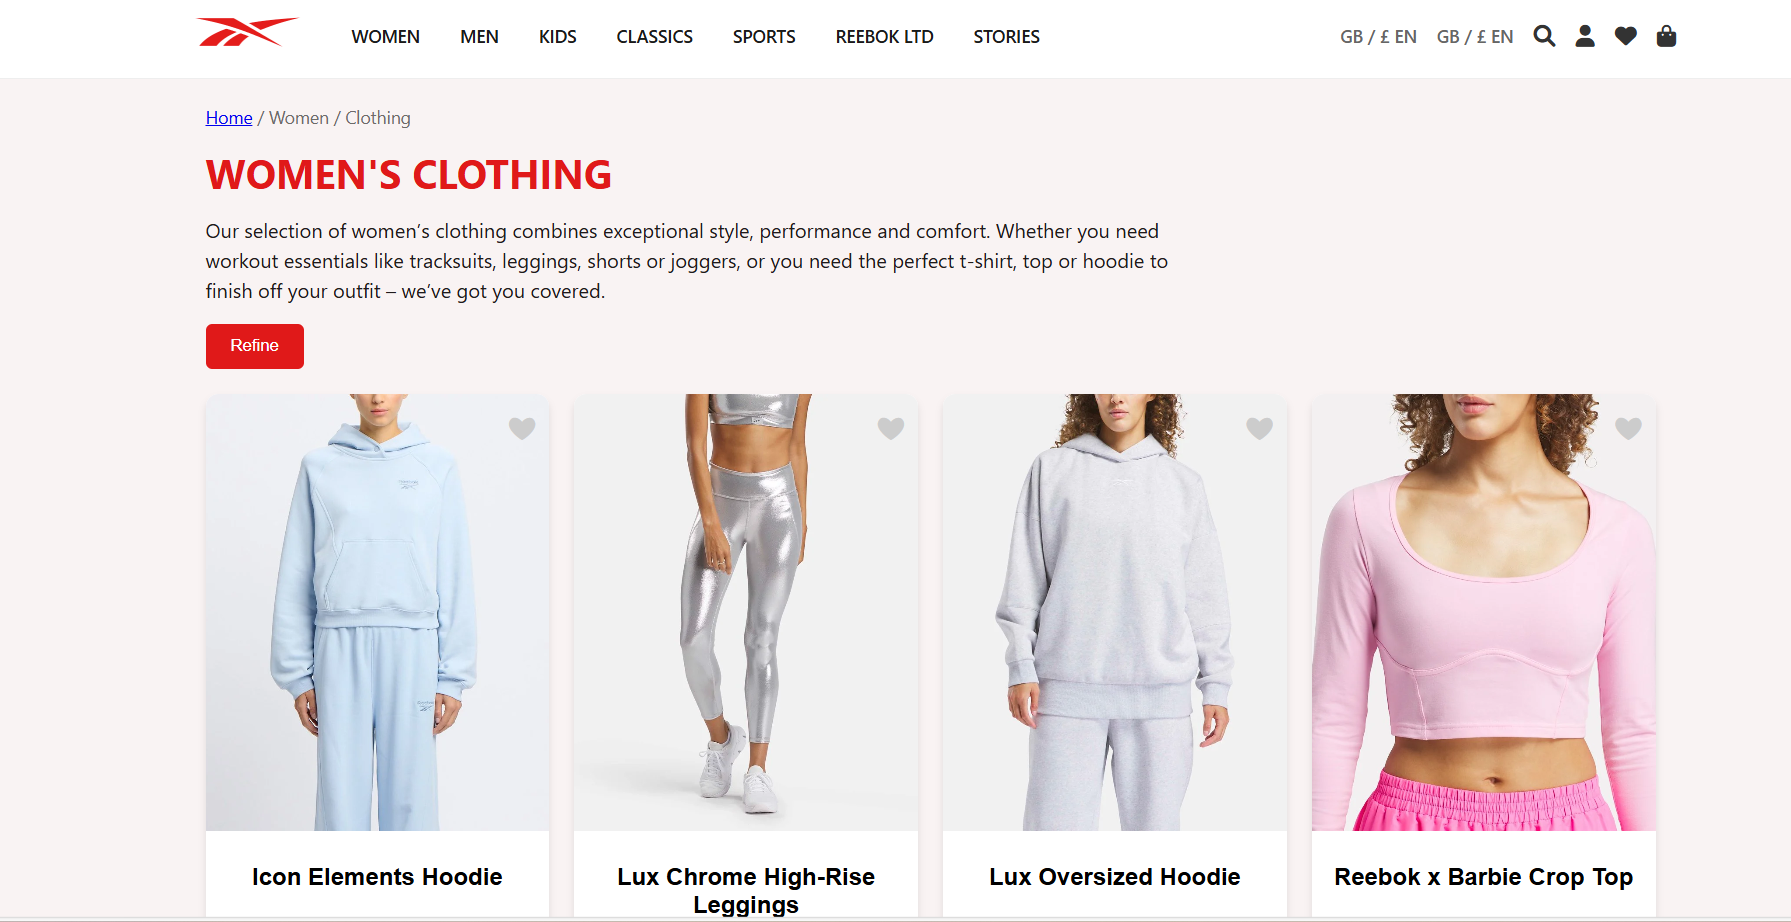 WOMEN MEN KIDS CLASSICS SPORTS REEBOK LTD STORIES GB / £ EN GB / £ EN
Home / Women / Clothing
WOMEN'S CLOTHING
Our selection of women’s clothing combines exceptional style, performance and comfort. Whether you need
workout essentials like tracksuits, leggings, shorts or joggers, or you need the perfect t-shirt, top or hoodie to
finish off your outfit – we’ve got you covered.
Refine
Icon Elements Hoodie
Lux Chrome High-Rise
Leggings
Lux Oversized Hoodie
Reebok x Barbie Crop Top